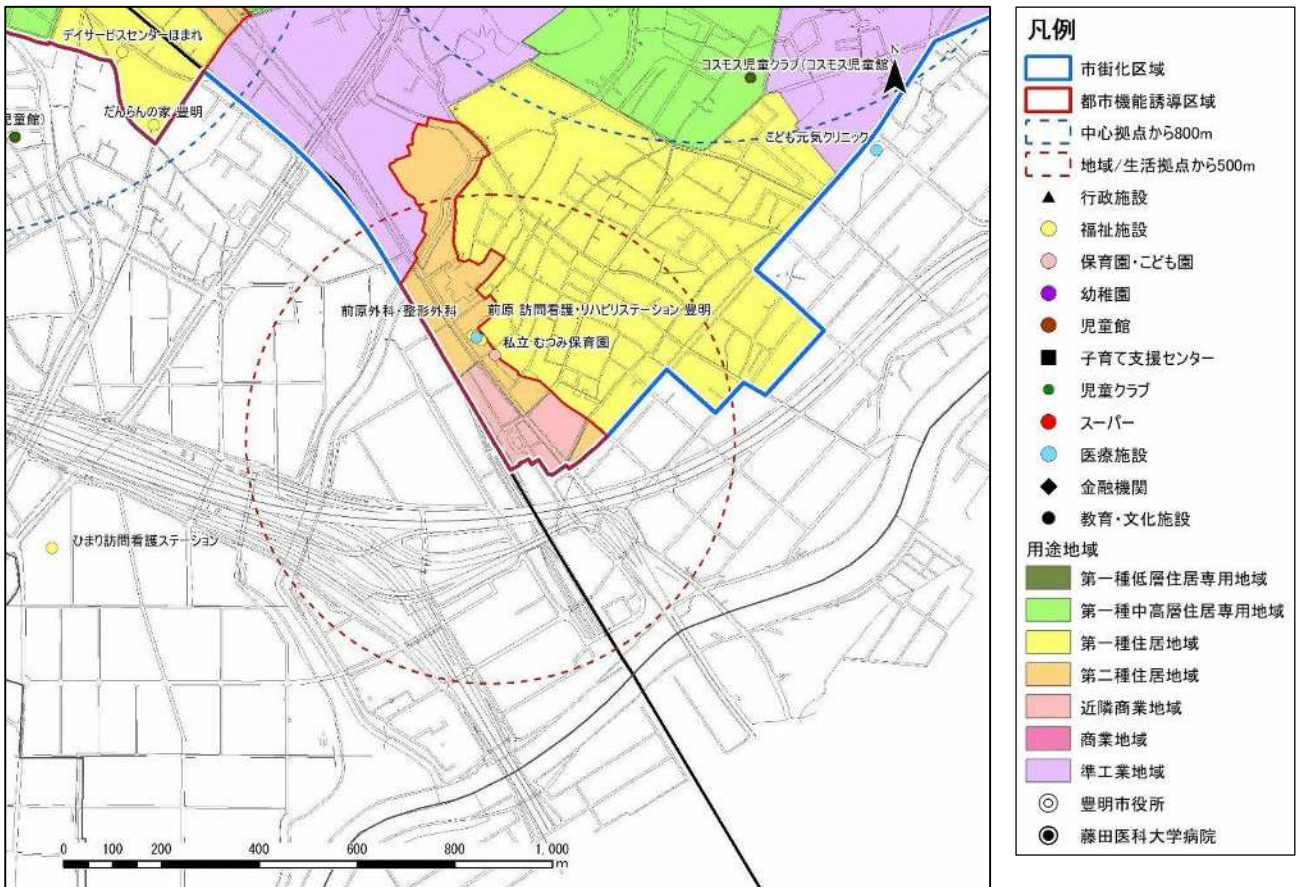 デイサービスセンターほまれ
コスモス児童クラブ(コスモス児童館)
N
だんらんの家 豊明
児童館)
こども元気クリニック
前原外科・整形外科
前原 訪問看護・リハビリステーション 豊明
私立 むつみ保育園
ひまり訪問看護ステーション
0 100 200 400 600 800 1,000
m
凡例
市街化区域
都市機能誘導区域
中心拠点から800m
地域/生活拠点から500m
行政施設
福祉施設
保育園・こども園
幼稚園
児童館
子育て支援センター
児童クラブ
スーパー
医療施設
金融機関
教育・文化施設
用途地域
第一種低層住居専用地域
第一種中高層住居専用地域
第一種住居地域
第二種住居地域
近隣商業地域
商業地域
準工業地域
豊明市役所
藤田医科大学病院